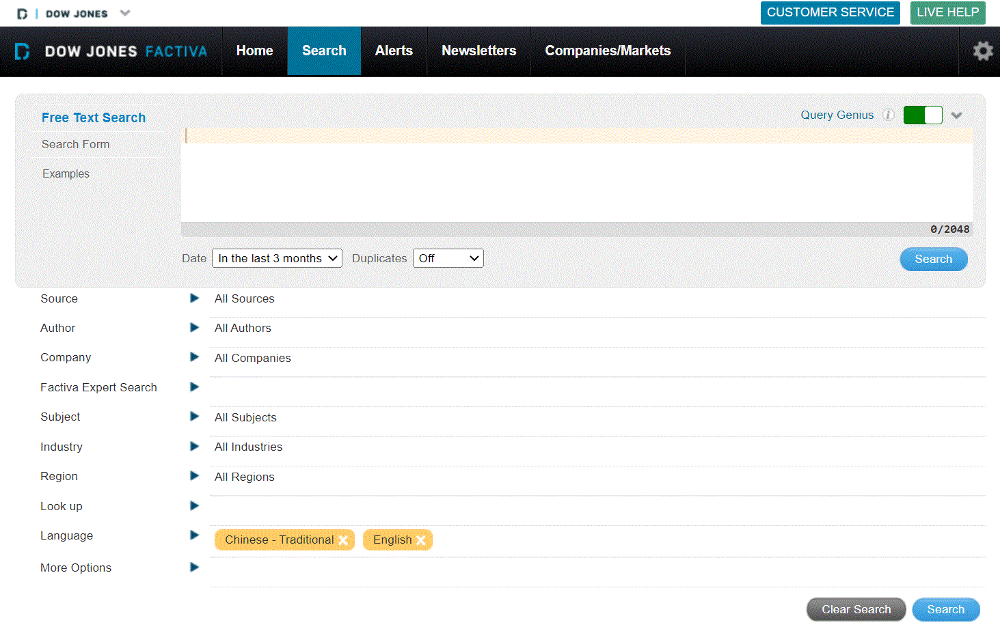 DOW JONES
CUSTOMER SERVICE
LIVE HELP
DOW JONES FACTIVA
Home
Search
Alerts
Newsletters
Companies/Markets
Free Text Search
Search Form
Examples
Query Genius
i
0/2048
Date
In the last 3 months
Duplicates
Off
Search
Source
All Sources
Author
All Authors
Company
All Companies
Factiva Expert Search
Subject
All Subjects
Industry
All Industries
Region
All Regions
Look up
Language
Chinese - Traditional
English
More Options
Clear Search
Search